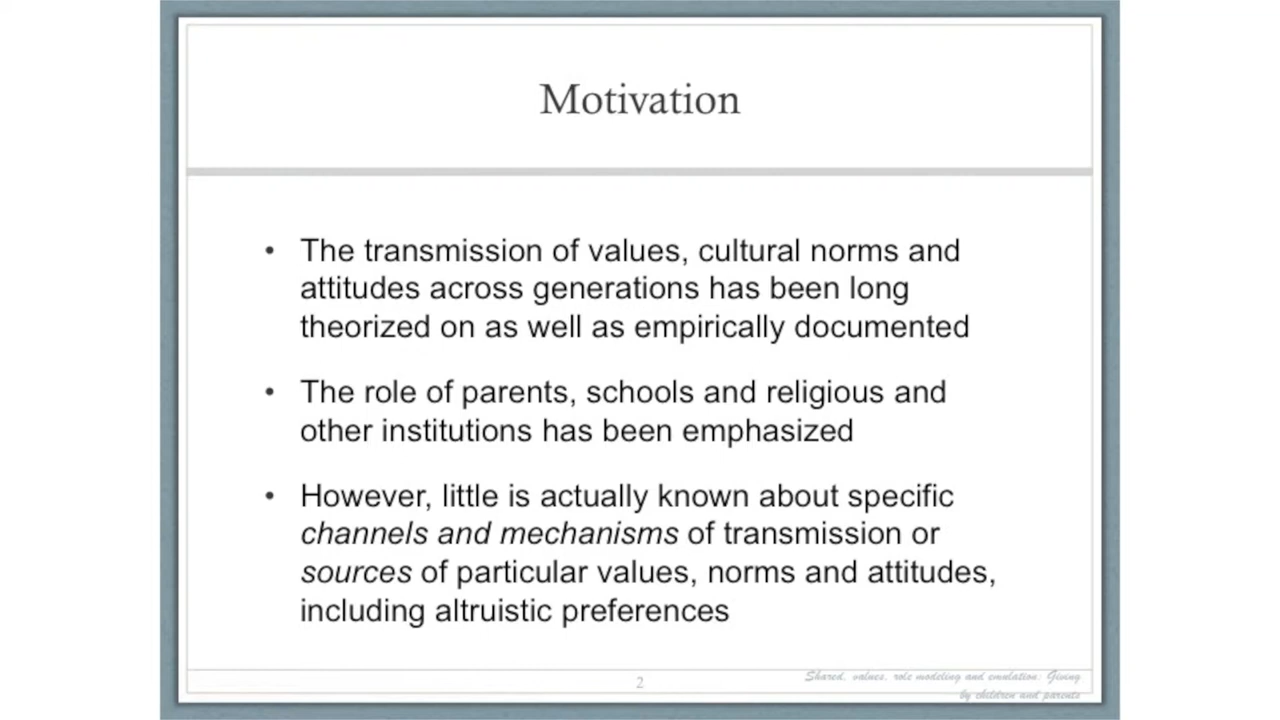 Motivation
• The transmission of values, cultural norms and
attitudes across generations has been long
theorized on as well as empirically documented
• The role of parents, schools and religious and
other institutions has been emphasized
• However, little is actually known about specific
channels and mechanisms of transmission or
sources of particular values, norms and attitudes,
including altruistic preferences
2
Shared, values, role modeling and emulation: Giving
by children and parents